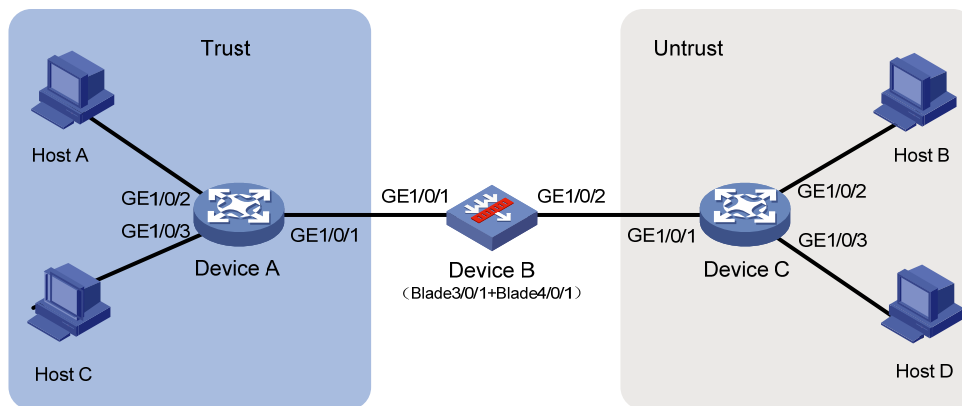 Trust
Untrust
Host A
Host B
GE1/0/2
GE1/0/1
GE1/0/2
GE1/0/2
GE1/0/3
GE1/0/1
GE1/0/1
GE1/0/3
Device A
Device B
Device C
（Blade3/0/1+Blade4/0/1）
Host C
Host D